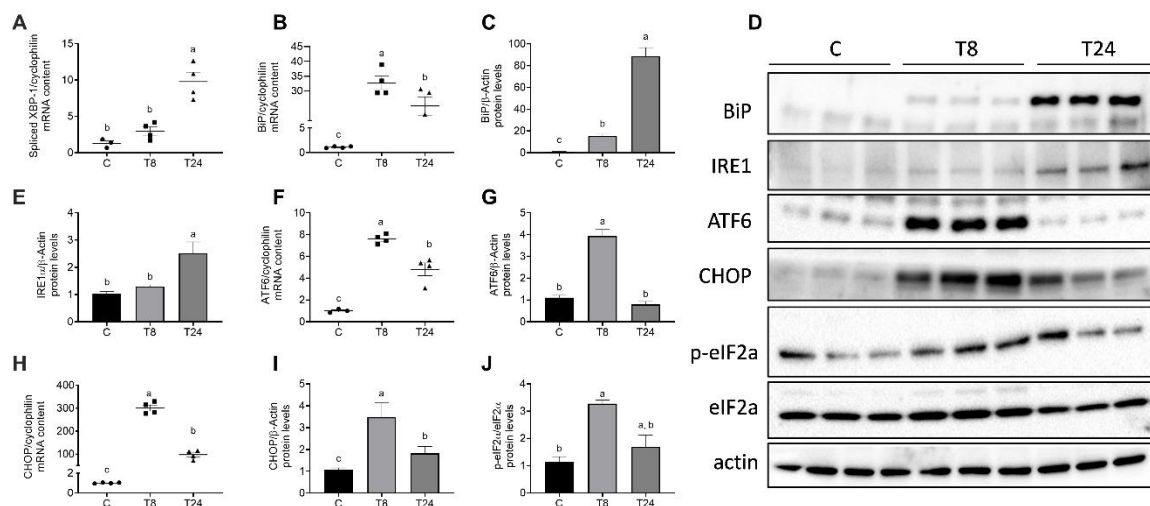 A
Spliced XBP-1/cyclophilin
mRNA content
15
10
5
0
b
b
a
C
T8
T24
B
BiP/cyclophilin
mRNA content
45
35
30
2
0
c
a
b
C
T8
T24
C
BiP/β-Actin
protein levels
100
80
60
40
20
0
c
b
a
C
T8
T24
D
C
T8
T24
BiP
IRE1
ATF6
CHOP
p-eIF2a
eIF2a
actin
E
IRE1α/β-Actin
protein levels
4
3
2
1
0
b
b
a
C
T8
T24
F
ATF6/cyclophilin
mRNA content
10
8
6
4
2
0
c
a
b
C
T8
T24
G
ATF6/β-Actin
protein levels
5
4
3
2
1
0
b
a
b
C
T8
T24
H
CHOP/cyclophilin
mRNA content
400
300
200
100
2
0
c
a
b
C
T8
T24
I
CHOP/β-Actin
protein levels
5
4
3
2
1
0
c
a
b
C
T8
T24
J
p-eIF2α/eIF2α
protein levels
4
3
2
1
0
b
a
a, b
C
T8
T24